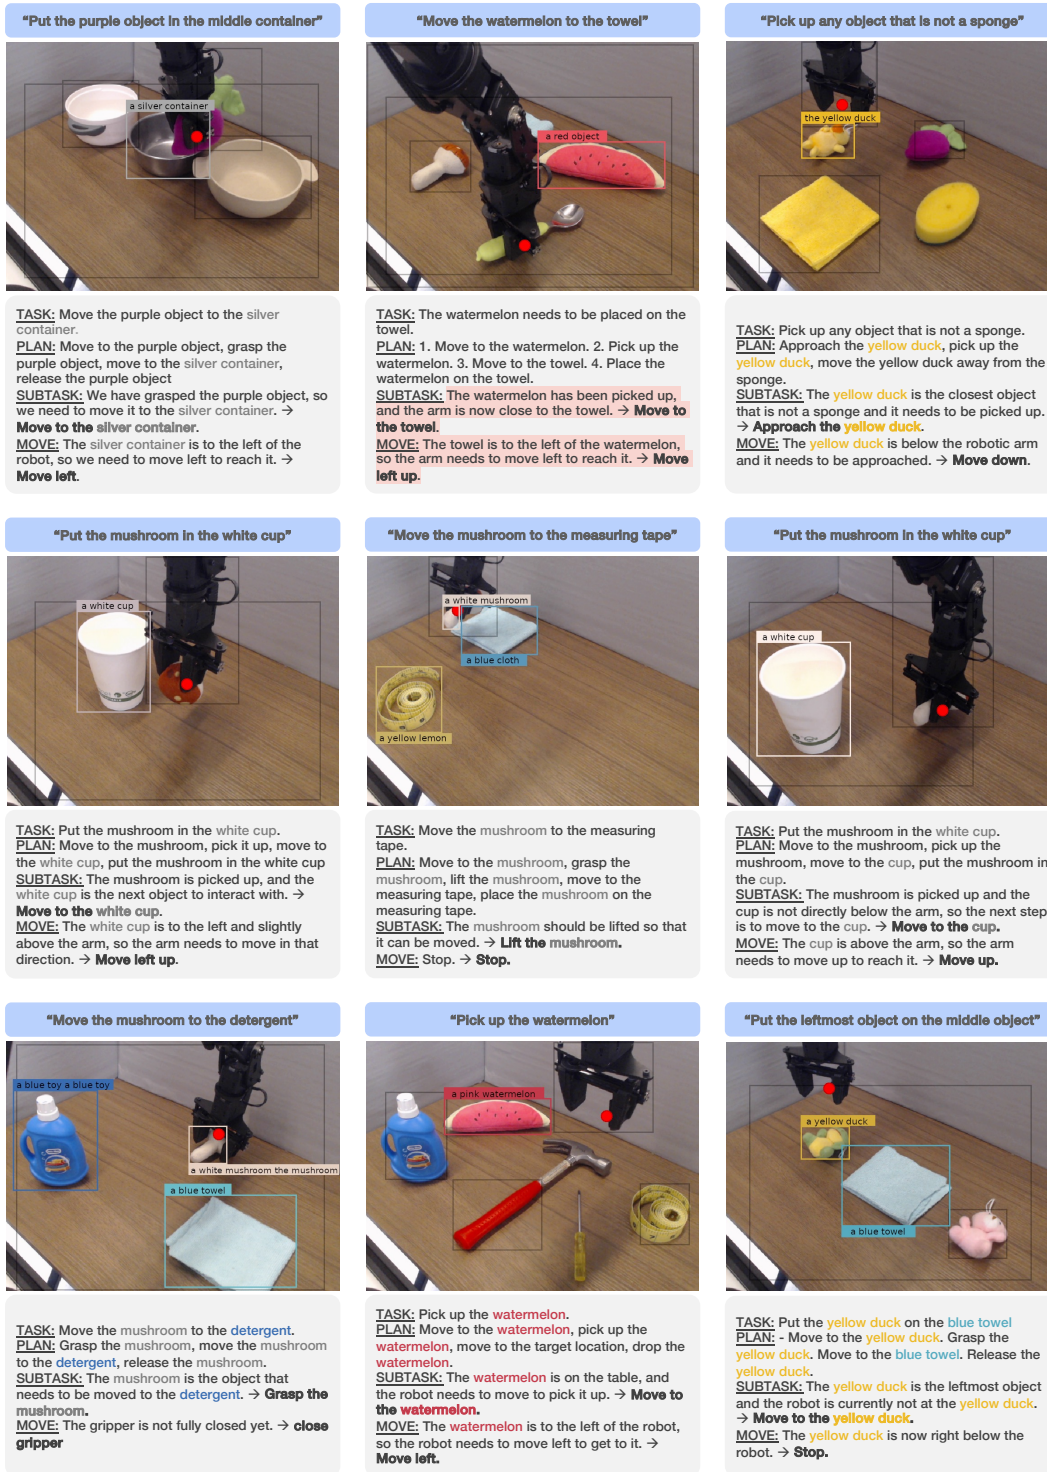 “Put the purple object in the middle container”
a silver container
TASK: Move the purple object to the silver
container.
PLAN: Move to the purple object, grasp the
purple object, move to the silver container,
release the purple object
SUBTASK: We have grasped the purple object, so
we need to move it to the silver container. →
Move to the silver container.
MOVE: The silver container is to the left of the
robot, so we need to move left to reach it. →
Move left.
“Move the watermelon to the towel”
a red object
TASK: The watermelon needs to be placed on the
towel.
PLAN: 1. Move to the watermelon. 2. Pick up the
watermelon. 3. Move to the towel. 4. Place the
watermelon on the towel.
SUBTASK: The watermelon has been picked up,
and the arm is now close to the towel. → Move to
the towel.
MOVE: The towel is to the left of the watermelon,
so the arm needs to move left to reach it. → Move
left up.
“Pick up any object that is not a sponge”
the yellow duck
TASK: Pick up any object that is not a sponge.
PLAN: Approach the yellow duck, pick up the
yellow duck, move the yellow duck away from the
sponge.
SUBTASK: The yellow duck is the closest object
that is not a sponge and it needs to be picked up.
→ Approach the yellow duck.
MOVE: The yellow duck is below the robotic arm
and it needs to be approached. → Move down.
“Put the mushroom in the white cup”
a white cup
TASK: Put the mushroom in the white cup.
PLAN: Move to the mushroom, pick it up, move to
the white cup, put the mushroom in the white cup
SUBTASK: The mushroom is picked up, and the
white cup is the next object to interact with. →
Move to the white cup.
MOVE: The white cup is to the left and slightly
above the arm, so the arm needs to move in that
direction. → Move left up.
“Move the mushroom to the measuring tape”
a white mushroom
a blue cloth
a yellow lemon
TASK: Move the mushroom to the measuring
tape.
PLAN: Move to the mushroom, grasp the
mushroom, lift the mushroom, move to the
measuring tape, place the mushroom on the
measuring tape.
SUBTASK: The mushroom should be lifted so that
it can be moved. → Lift the mushroom.
MOVE: Stop. → Stop.
“Put the mushroom in the white cup”
a white cup
TASK: Put the mushroom in the white cup.
PLAN: Move to the mushroom, pick up the
mushroom, move to the cup, put the mushroom in
the cup.
SUBTASK: The mushroom is picked up and the
cup is not directly below the arm, so the next step
is to move to the cup. → Move to the cup.
MOVE: The cup is above the arm, so the arm
needs to move up to reach it. → Move up.
“Move the mushroom to the detergent”
a blue toy a blue toy
a white mushroom the mushroom
a blue towel
TASK: Move the mushroom to the detergent.
PLAN: Grasp the mushroom, move the mushroom
to the detergent, release the mushroom.
SUBTASK: The mushroom is the object that
needs to be moved to the detergent. → Grasp the
mushroom.
MOVE: The gripper is not fully closed yet. → close
gripper
“Pick up the watermelon”
a pink watermelon
TASK: Pick up the watermelon.
PLAN: Move to the watermelon, pick up the
watermelon, move to the target location, drop the
watermelon.
SUBTASK: The watermelon is on the table, and
the robot needs to move to pick it up. → Move to
the watermelon.
MOVE: The watermelon is to the left of the robot,
so the robot needs to move left to get to it. →
Move left.
“Put the leftmost object on the middle object”
a yellow duck
a blue towel
TASK: Put the yellow duck on the blue towel
PLAN: - Move to the yellow duck. Grasp the
yellow duck. Move to the blue towel. Release the
yellow duck.
SUBTASK: The yellow duck is the leftmost object
and the robot is currently not at the yellow duck.
→ Move to the yellow duck.
MOVE: The yellow duck is now right below the
robot. → Stop.